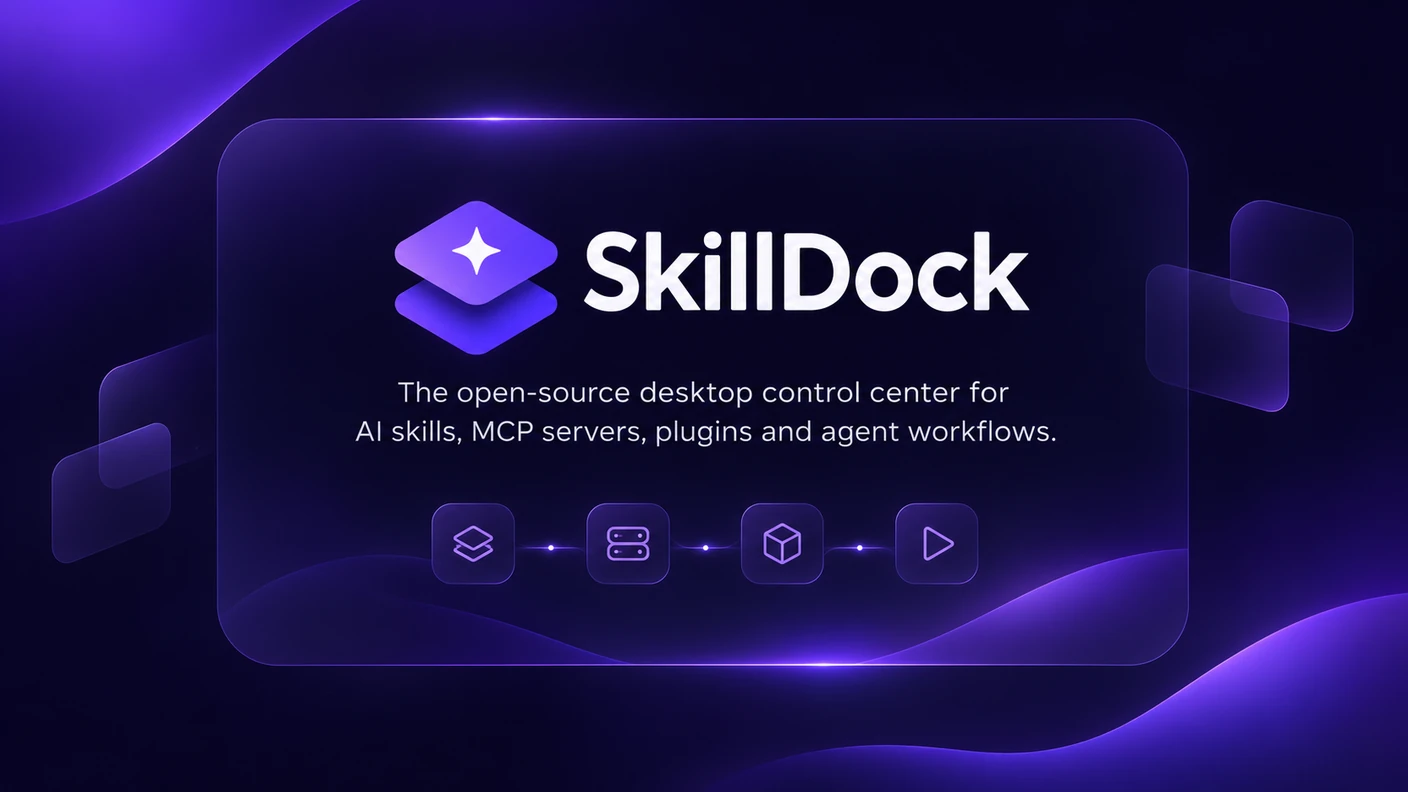 SkillDock
The open-source desktop control center for
AI skills, MCP servers, plugins and agent workflows.